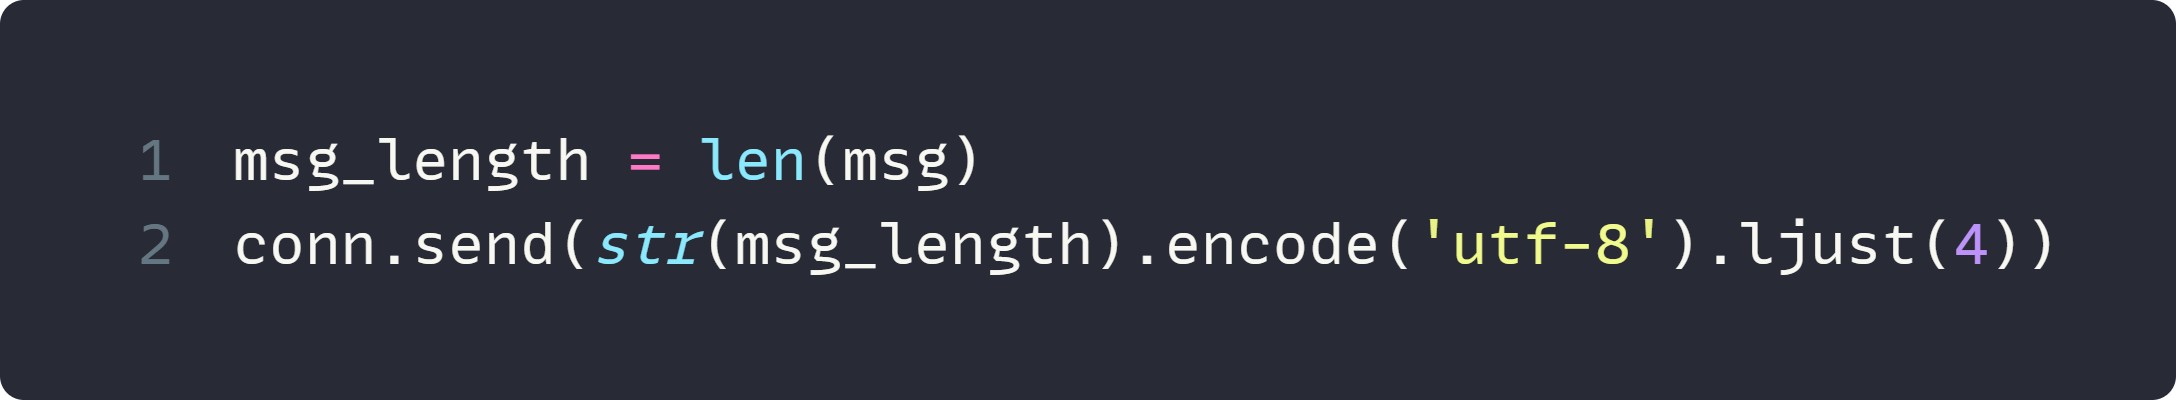 1 msg_length = len(msg)
2 conn.send(str(msg_length).encode('utf-8').ljust(4))